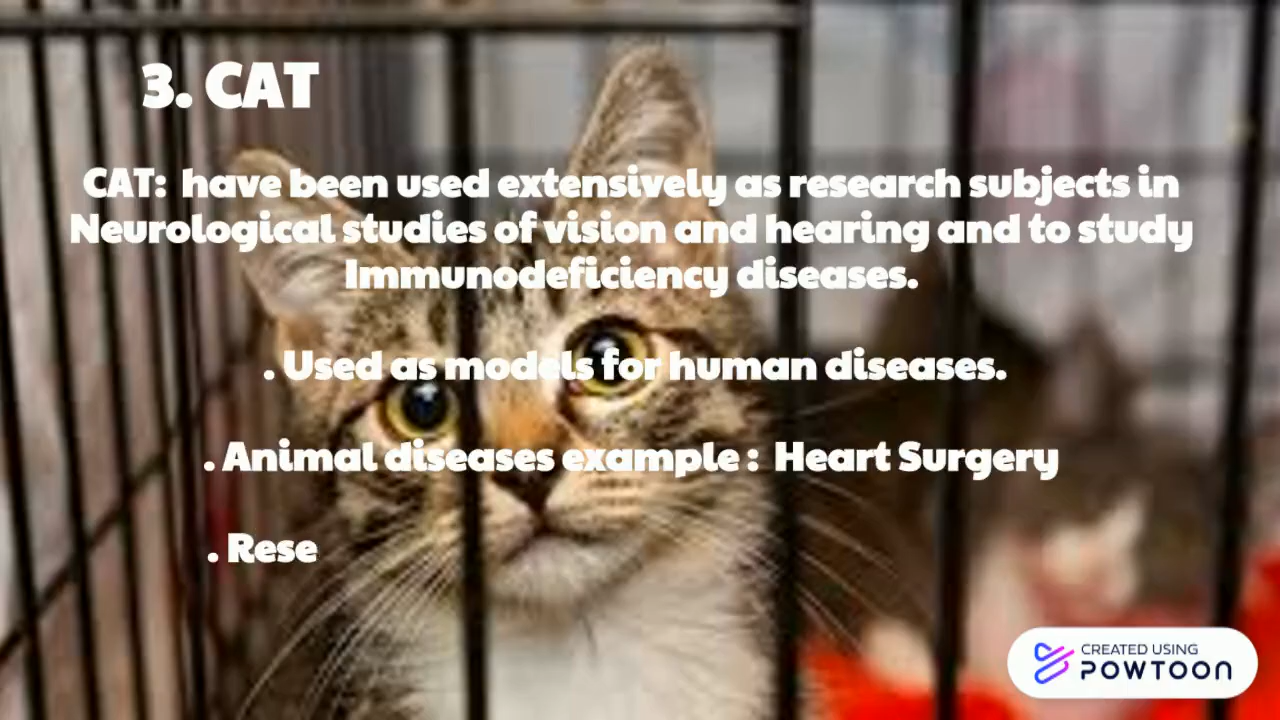 3. CAT
CAT:  have been used extensively as research subjects in
Neurological studies of vision and hearing and to study
Immunodeficiency diseases.
. Used as models for human diseases.
. Animal diseases example :  Heart Surgery
. Rese
CREATED USING
POWTOON